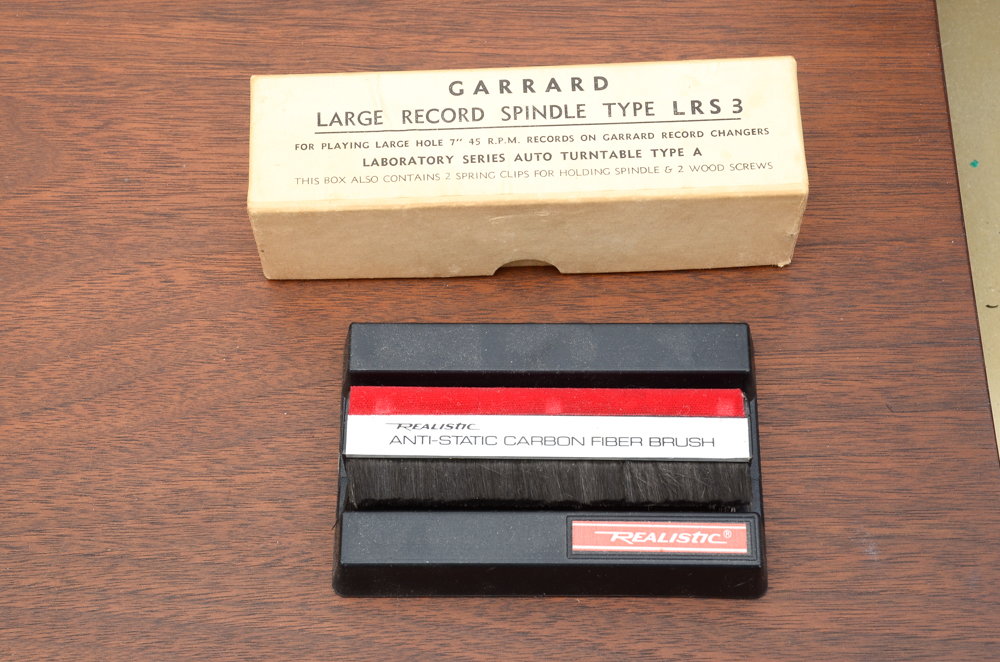 GARRARD
LARGE RECORD SPINDLE TYPE LRS 3
FOR PLAYING LARGE HOLE 7" 45 R.P.M. RECORDS ON GARRARD RECORD CHANGERS
LABORATORY SERIES AUTO TURNTABLE TYPE A
THIS BOX ALSO CONTAINS 2 SPRING CLIPS FOR HOLDING SPINDLE & 2 WOOD SCREWS
REALISTIC
ANTI-STATIC CARBON FIBER BRUSH
REALISTIC®